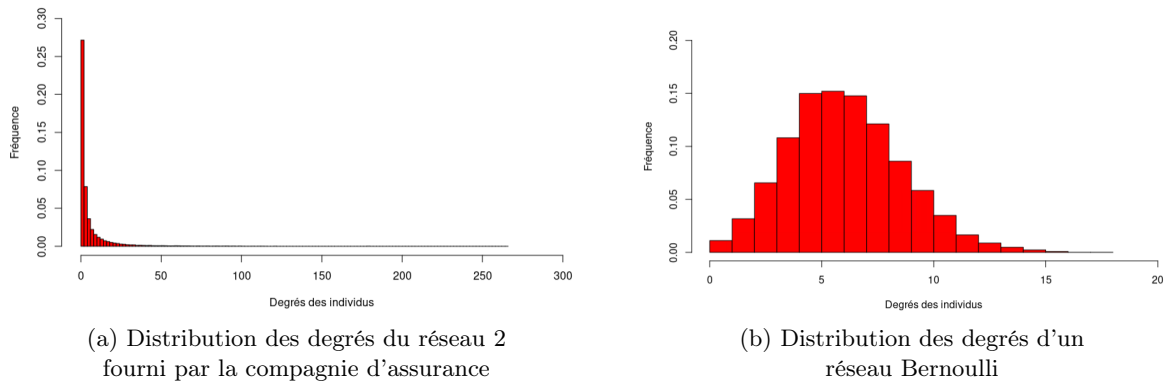 0.30
0.25
0.20
0.15
0.10
0.05
0.00
Fréquence
0 50 100 150 200 250 300
Degrés des individus
(a) Distribution des degrés du réseau 2
fourni par la compagnie d'assurance
0.20
0.15
0.10
0.05
0.00
Fréquence
0 5 10 15 20
Degrés des individus
(b) Distribution des degrés d'un
réseau Bernoulli